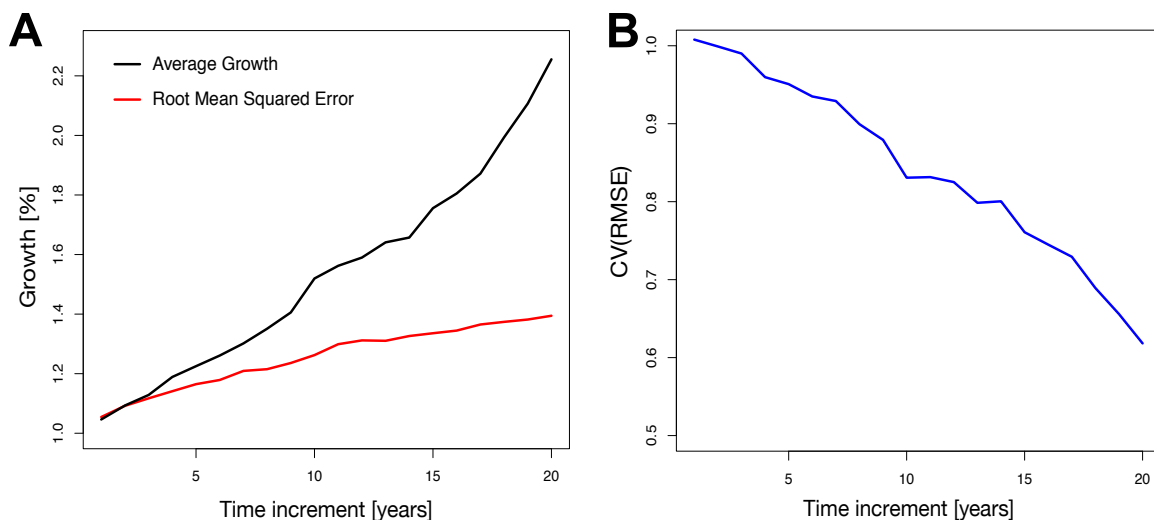 A
Average Growth
Root Mean Squared Error
Growth [%]
2.2
2.0
1.8
1.6
1.4
1.2
1.0
5
10
15
20
Time increment [years]
B
CV(RMSE)
1.0
0.9
0.8
0.7
0.6
0.5
5
10
15
20
Time increment [years]